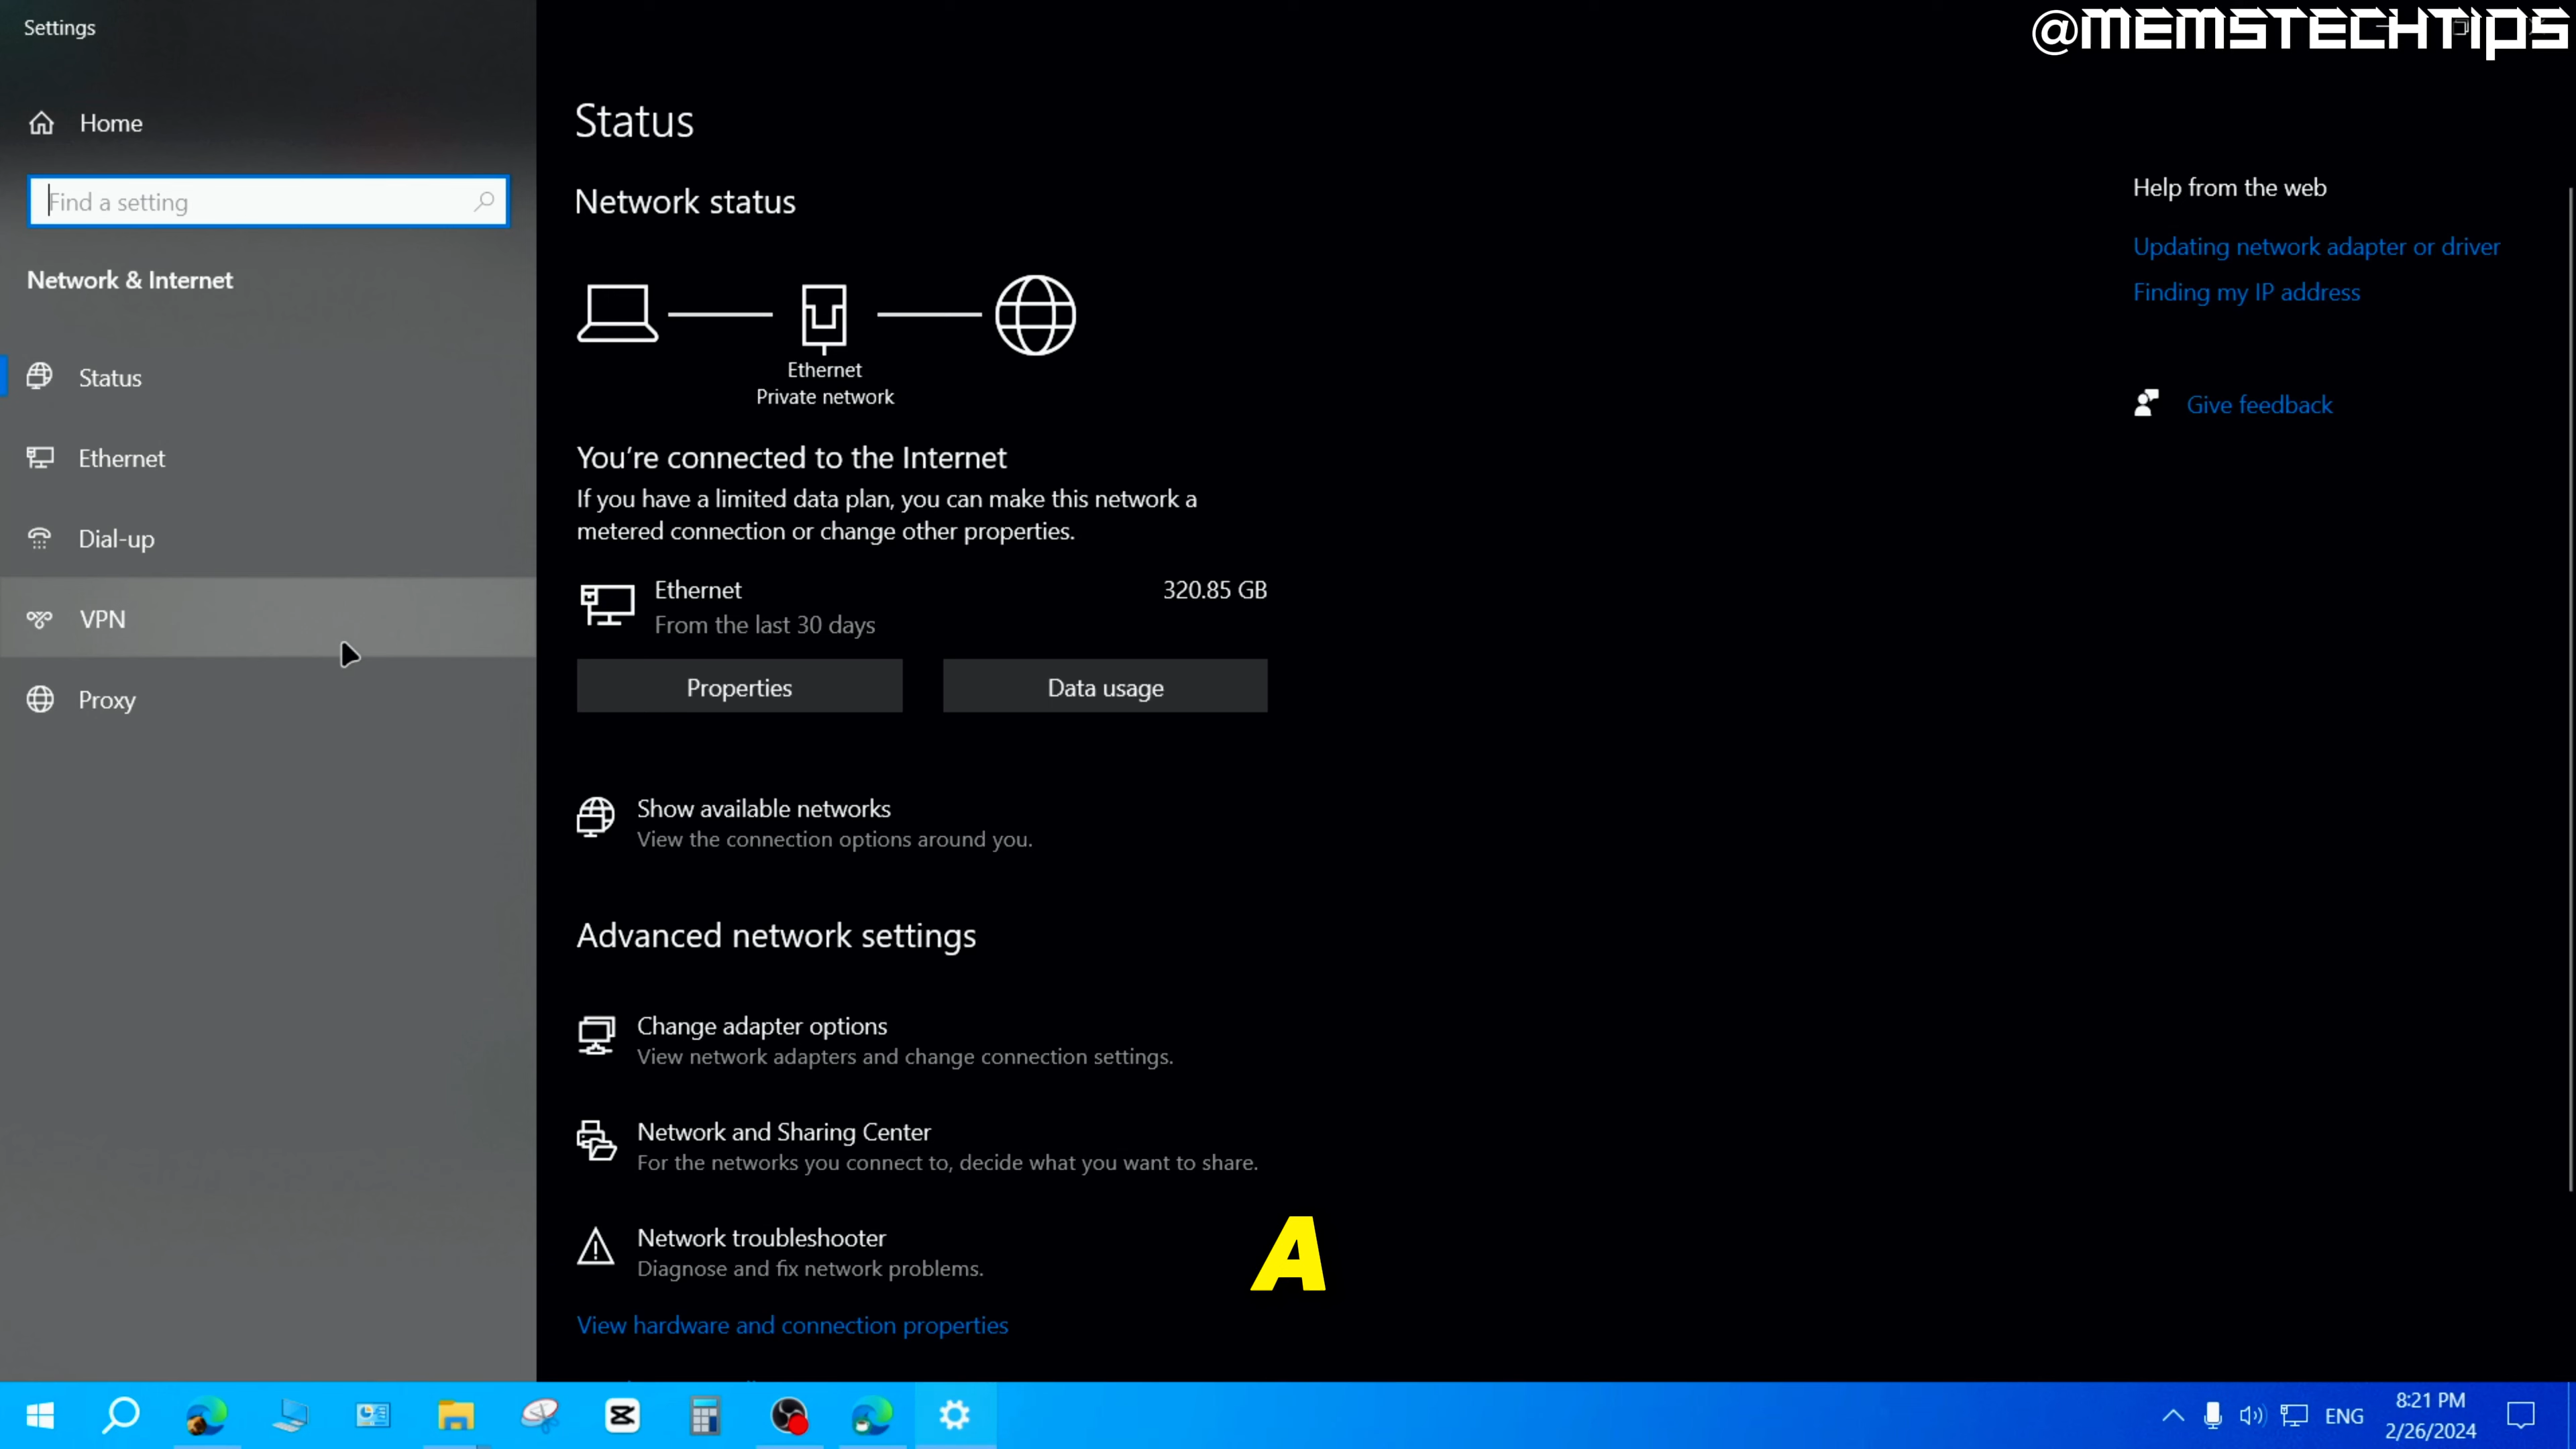 Settings
@MEMSTECHTIPS
Home
Find a setting
Network & Internet
Status
Ethernet
Dial-up
VPN
Proxy
Status
Network status
Ethernet
Private network
You're connected to the Internet
If you have a limited data plan, you can make this network a
metered connection or change other properties.
Ethernet
320.85 GB
From the last 30 days
Properties
Data usage
Show available networks
View the connection options around you.
Advanced network settings
Change adapter options
View network adapters and change connection settings.
Network and Sharing Center
For the networks you connect to, decide what you want to share.
Network troubleshooter
Diagnose and fix network problems.
View hardware and connection properties
A
Help from the web
Updating network adapter or driver
Finding my IP address
Give feedback
ENG
8:21 PM
2/26/2024